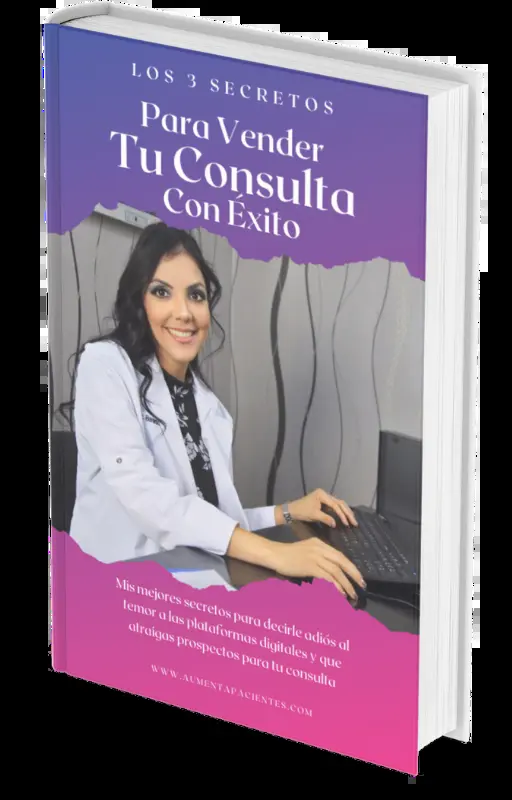 LOS 3 SECRETOS
Para Vender
Tu Consulta
Con Éxito
Mis mejores secretos para decirle adiós al
temor a las plataformas digitales y que
atraigas prospectos para tu consulta
WWW.AUMENTAPACIENTES.COM